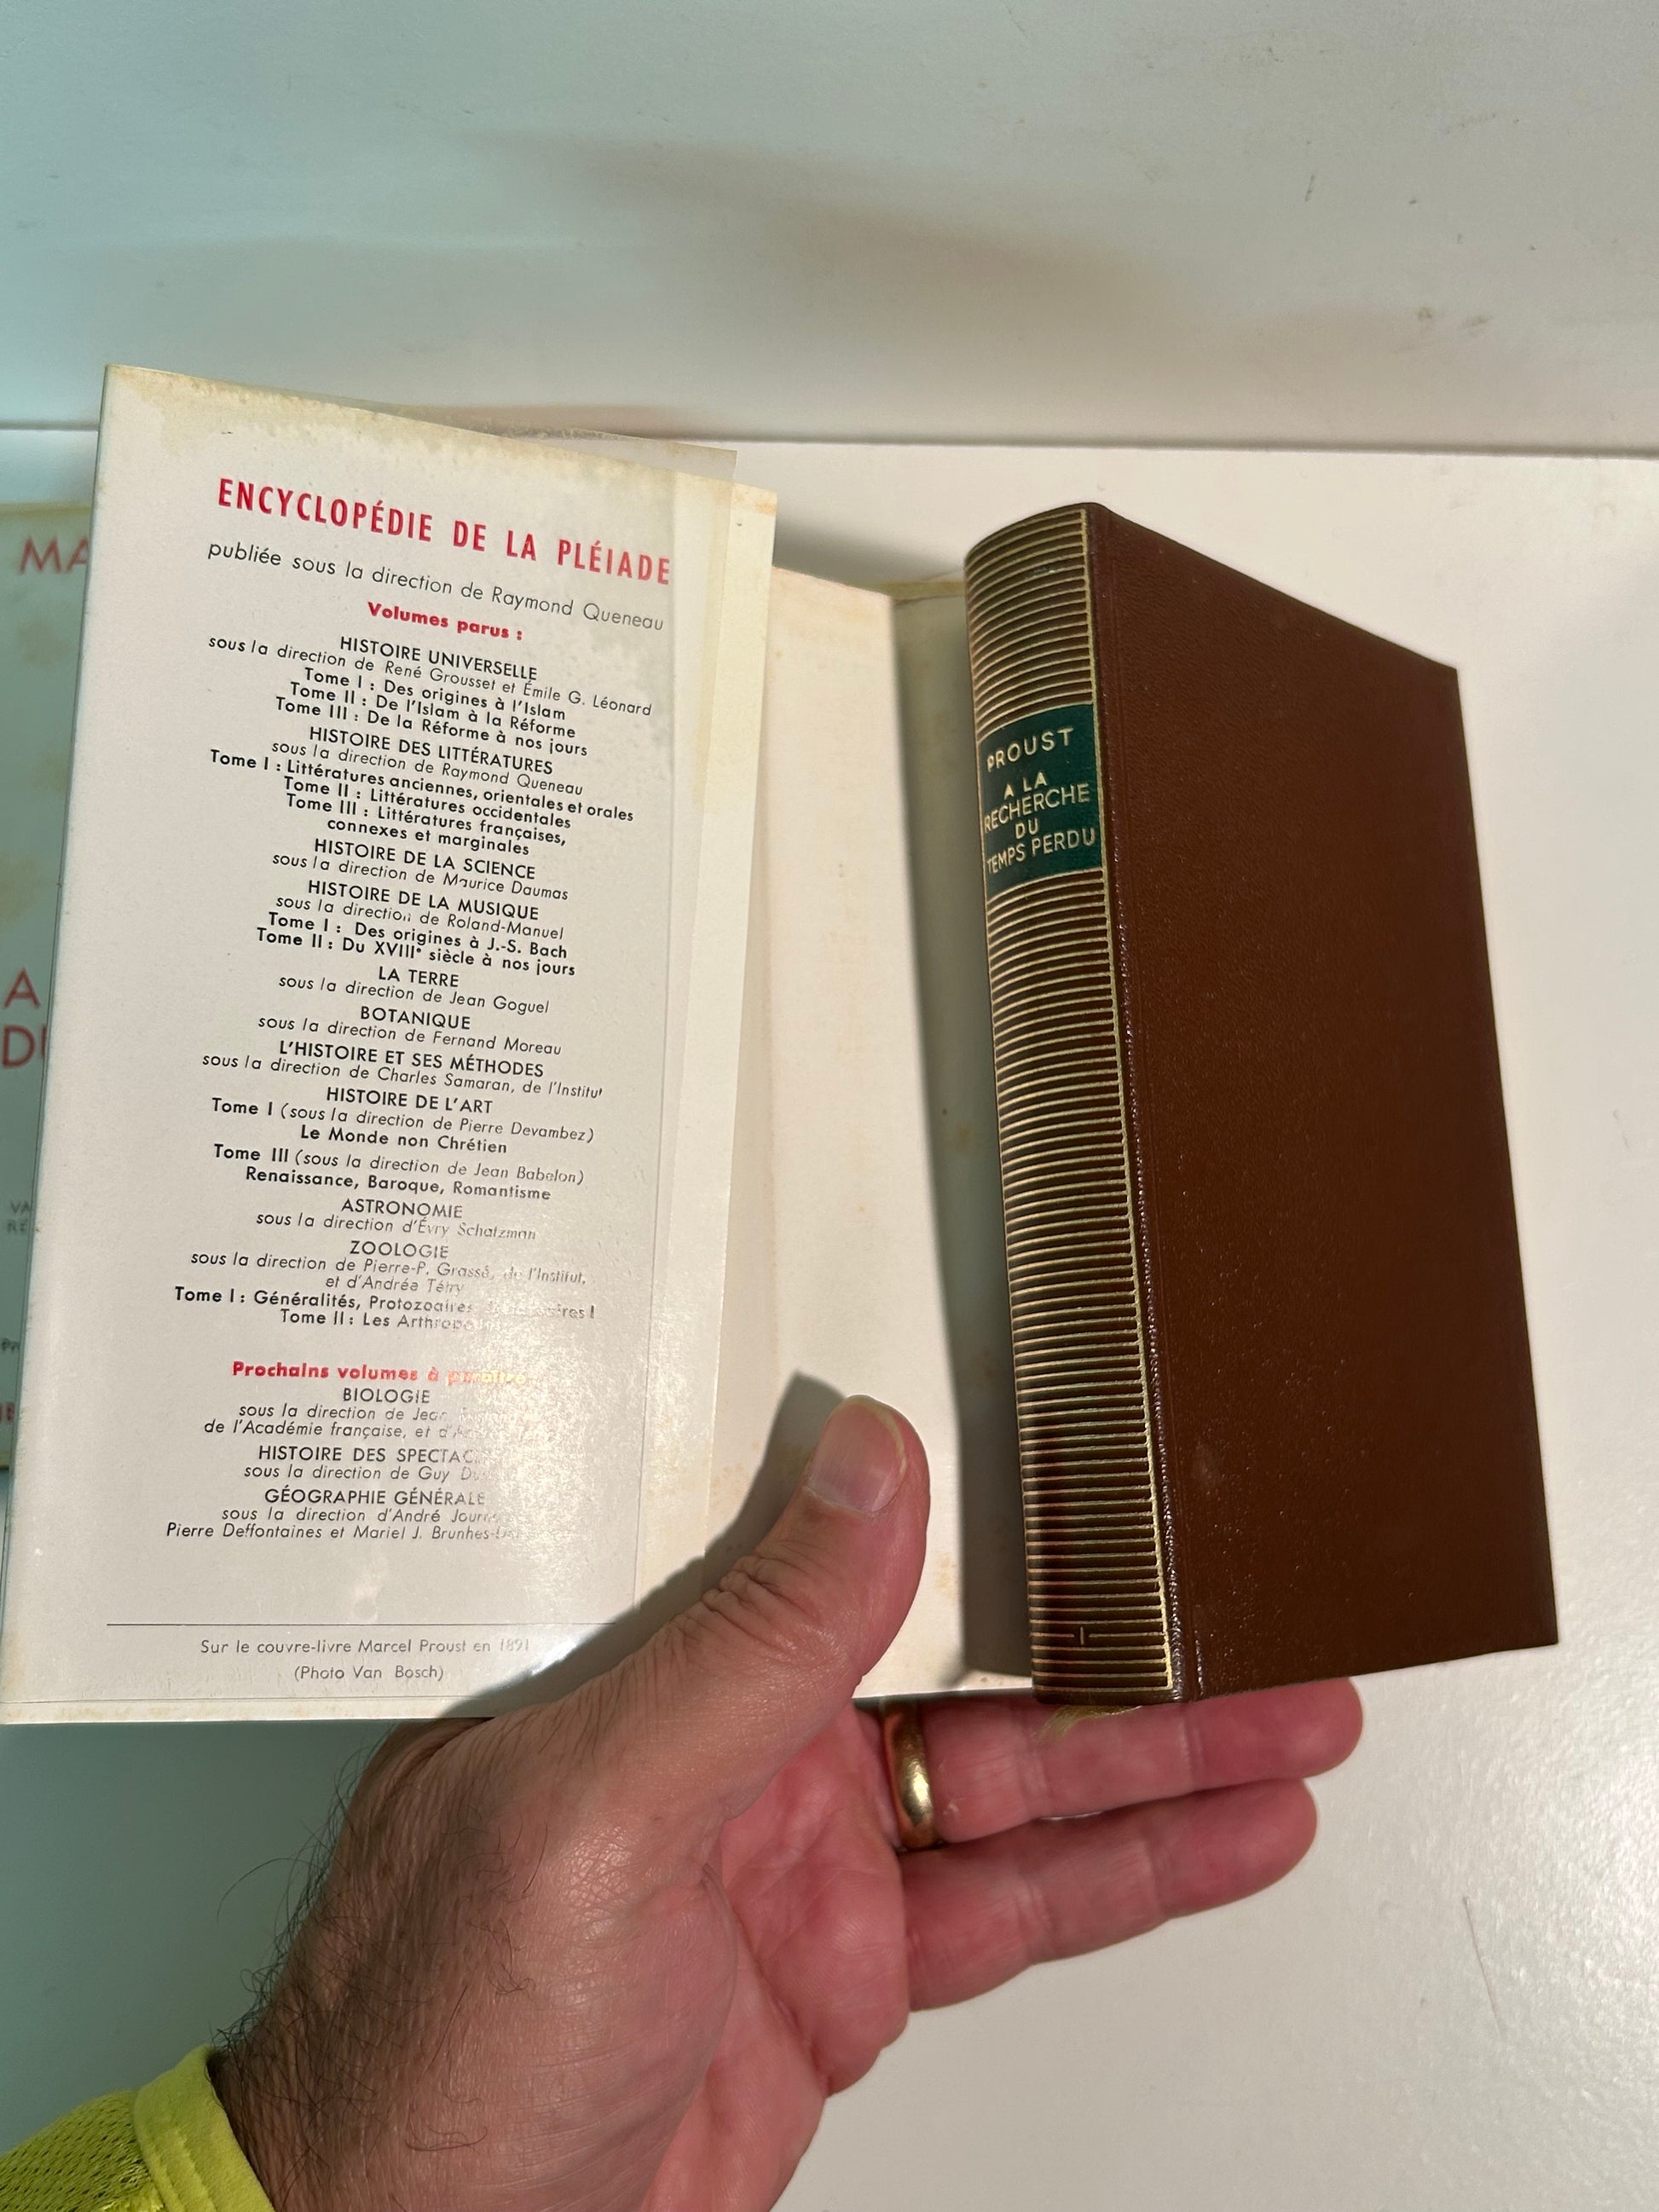 ENCYCLOPÉDIE DE LA PLÉIADE
publiée sous la direction de Raymond Queneau
Volumes parus :
HISTOIRE UNIVERSELLE
sous la direction de René Grousset et Émile G. Léonard
Tome I : Des origines à l'Islam
Tome II : De l'Islam à la Réforme
Tome III : De la Réforme à nos jours
HISTOIRE DES LITTÉRATURES
sous la direction de Raymond Queneau
Tome I : Littératures anciennes, orientales et orales
Tome II : Littératures occidentales
Tome III : Littératures françaises,
connexes et marginales
HISTOIRE DE LA SCIENCE
sous la direction de Maurice Daumas
HISTOIRE DE LA MUSIQUE
sous la direction de Roland-Manuel
Tome I : Des origines à J.-S. Bach
Tome II : Du XVIIIe siècle à nos jours
LA TERRE
sous la direction de Jean Goguel
BOTANIQUE
sous la direction de Fernand Moreau
L'HISTOIRE ET SES MÉTHODES
sous la direction de Charles Samaran, de l'Institut
HISTOIRE DE L'ART
Tome I (sous la direction de Pierre Devambez)
Le Monde non Chrétien
Tome III (sous la direction de Jean Babelon)
Renaissance, Baroque, Romantisme
ASTRONOMIE
sous la direction d'Évry Schatzman
ZOOLOGIE
sous la direction de Pierre-P. Grassé, de l'Institut,
et d'Andrée Tétry
Tome I : Généralités, Protozoaires I
Tome II : Les
Prochains volumes à paraître
BIOLOGIE
sous la direction de Jean
de l'Académie française, et
HISTOIRE DES
sous la direction de Guy
GÉOGRAPHIE GÉNÉRALE
sous la direction d'André
Pierre Deffontaines et Mariel J.
Sur le couvre-livre Marcel Proust en 1891
(Photo Van Bosch)
PROUST
A LA
RECHERCHE
DU
TEMPS PERDU
I
MA
A
DU
VA